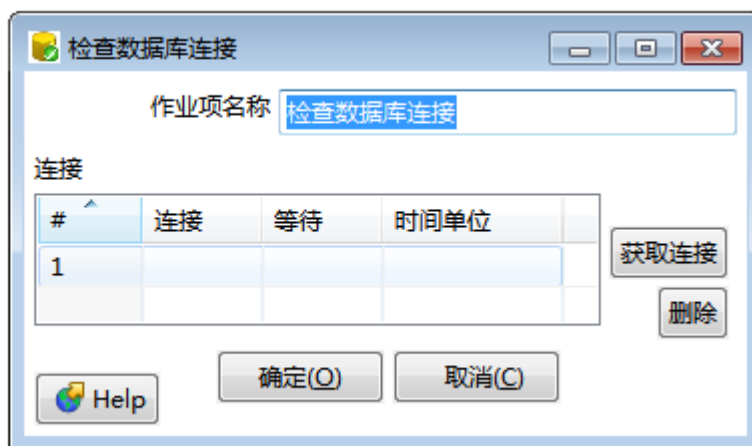 检查数据库连接
作业项名称 检查数据库连接
连接
# 连接 等待 时间单位
1
获取连接
删除
确定(O) 取消(C)
Help